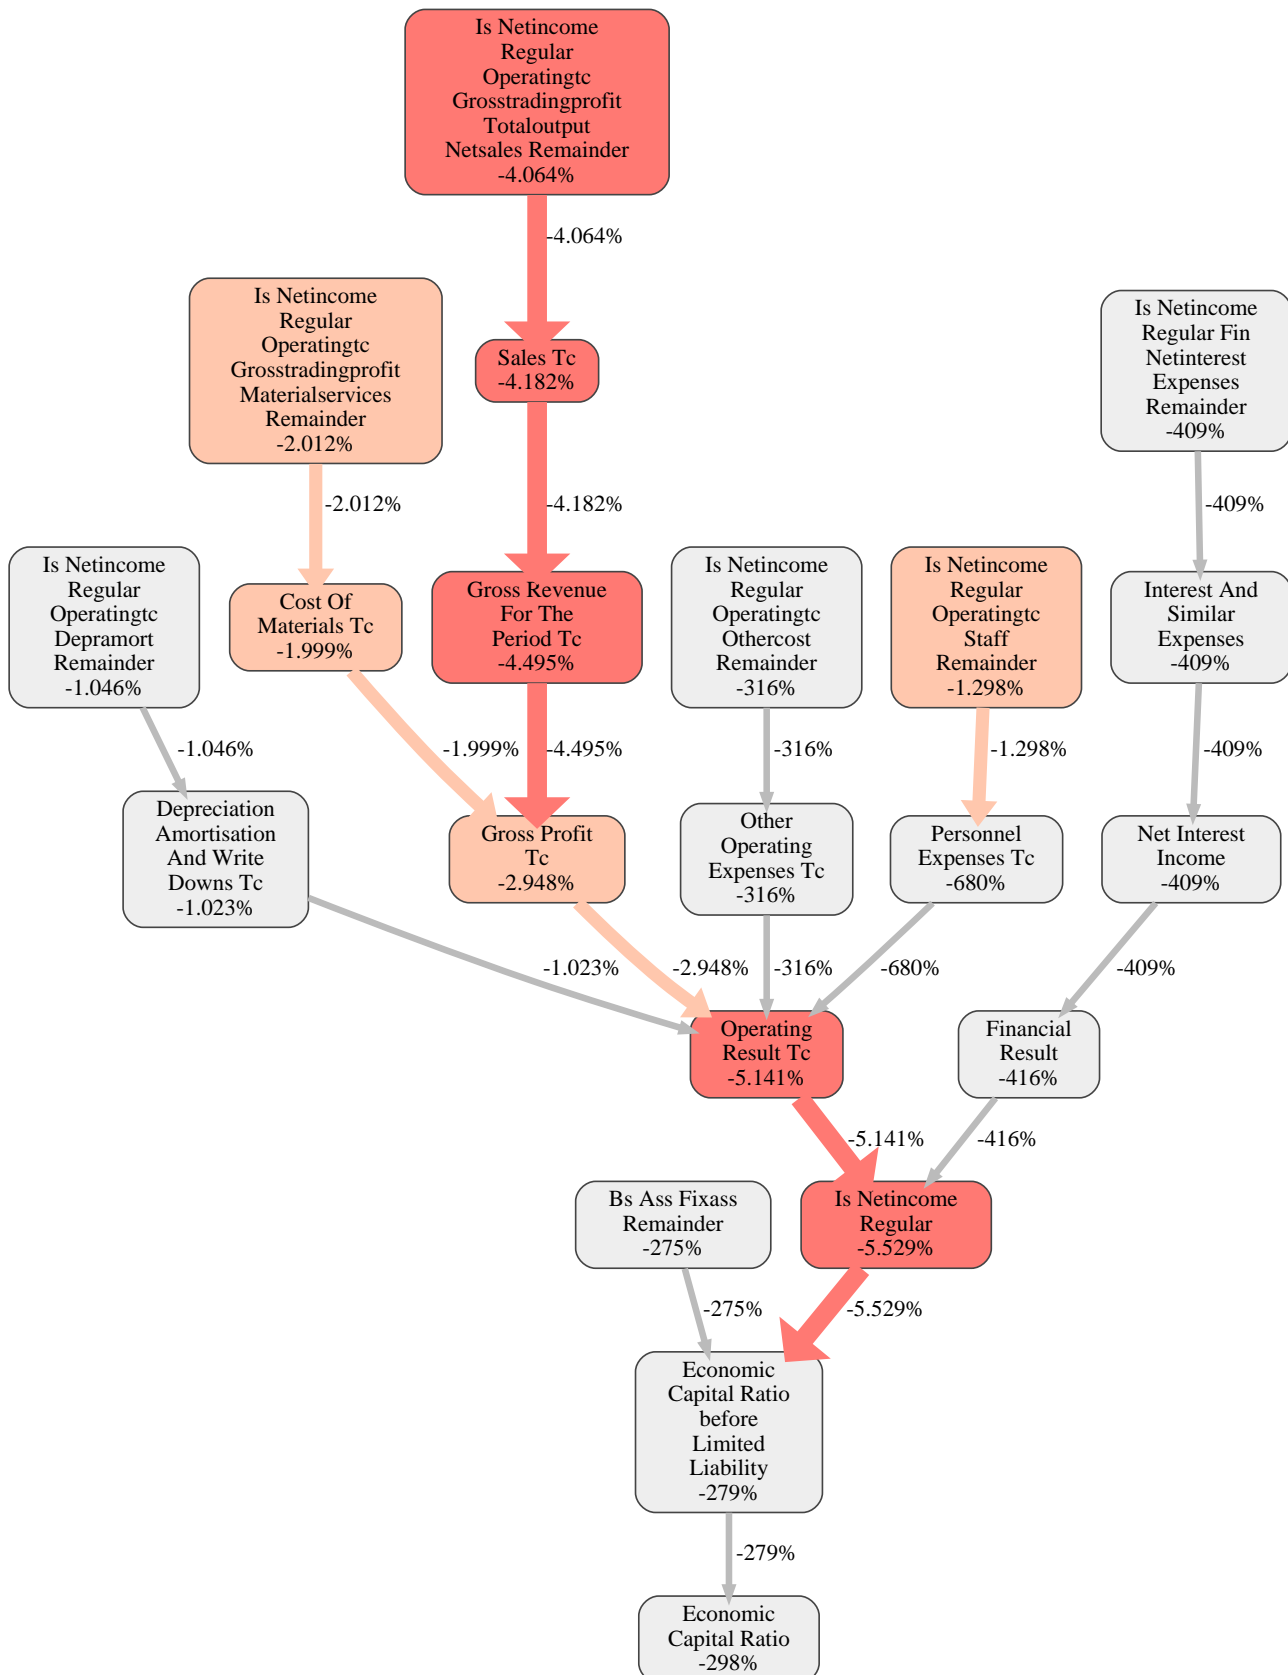 Is Netincome
Regular
Operatingtc
Grosstradingprofit
Totaloutput
Netsales Remainder
-4.064%
-4.064%
Is Netincome
Regular
Operatingtc
Grosstradingprofit
Materialservices
Remainder
-2.012%
Sales Tc
-4.182%
Is Netincome
Regular Fin
Netinterest
Expenses
Remainder
-409%
-2.012%
-4.182%
-409%
Is Netincome
Regular
Operatingtc
Depramort
Remainder
-1.046%
Cost Of
Materials Tc
-1.999%
Gross Revenue
For The
Period Tc
-4.495%
Is Netincome
Regular
Operatingtc
Othercost
Remainder
-316%
Is Netincome
Regular
Operatingtc
Staff
Remainder
-1.298%
Interest And
Similar
Expenses
-409%
-1.046%
-1.999%
-4.495%
-316%
-1.298%
-409%
Depreciation
Amortisation
And Write
Downs Tc
-1.023%
Gross Profit
Tc
-2.948%
Other
Operating
Expenses Tc
-316%
Personnel
Expenses Tc
-680%
Net Interest
Income
-409%
-1.023%
-2.948%
-316%
-680%
-409%
Operating
Result Tc
-5.141%
Financial
Result
-416%
-5.141%
-416%
Bs Ass Fixass
Remainder
-275%
Is Netincome
Regular
-5.529%
-275%
-5.529%
Economic
Capital Ratio
before
Limited
Liability
-279%
-279%
Economic
Capital Ratio
-298%